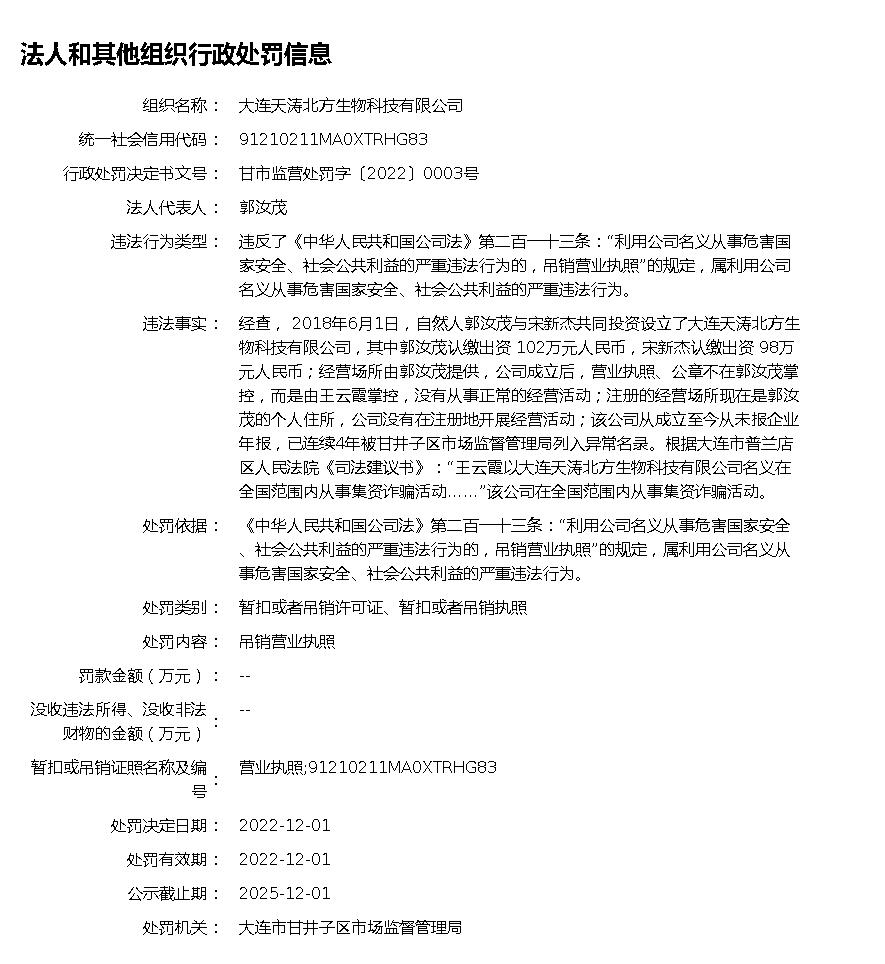 法人和其他组织行政处罚信息
组织名称： 大连天涛北方生物科技有限公司
统一社会信用代码： 91210211MA0XTRHG83
行政处罚决定书文号： 甘市监营处罚字〔2022〕0003号
法人代表人： 郭汝茂
违法行为类型： 违反了《中华人民共和国公司法》第二百一十三条：“利用公司名义从事危害国
家安全、社会公共利益的严重违法行为的，吊销营业执照”的规定，属利用公司
名义从事危害国家安全、社会公共利益的严重违法行为。
违法事实： 经查， 2018年6月1日，自然人郭汝茂与宋新杰共同投资设立了大连天涛北方生
物科技有限公司，其中郭汝茂认缴出资 102万元人民币，宋新杰认缴出资 98万
元人民币；经营场所由郭汝茂提供，公司成立后，营业执照、公章不在郭汝茂掌
控，而是由王云霞掌控，没有从事正常的经营活动；注册的经营场所现在是郭汝
茂的个人住所，公司没有在注册地开展经营活动；该公司从成立至今从未报企业
年报，已连续4年被甘井子区市场监督管理局列入异常名录。根据大连市普兰店
区人民法院《司法建议书》：“王云霞以大连天涛北方生物科技有限公司名义在
全国范围内从事集资诈骗活动……”该公司在全国范围内从事集资诈骗活动。
处罚依据： 《中华人民共和国公司法》第二百一十三条：“利用公司名义从事危害国家安全
、社会公共利益的严重违法行为的，吊销营业执照”的规定，属利用公司名义从
事危害国家安全、社会公共利益的严重违法行为。
处罚类别： 暂扣或者吊销许可证、暂扣或者吊销执照
处罚内容： 吊销营业执照
罚款金额（万元）： --
没收违法所得、没收非法
财物的金额（万元）： --
暂扣或吊销证照名称及编
号： 营业执照;91210211MA0XTRHG83
处罚决定日期： 2022-12-01
处罚有效期： 2022-12-01
公示截止期： 2025-12-01
处罚机关： 大连市甘井子区市场监督管理局